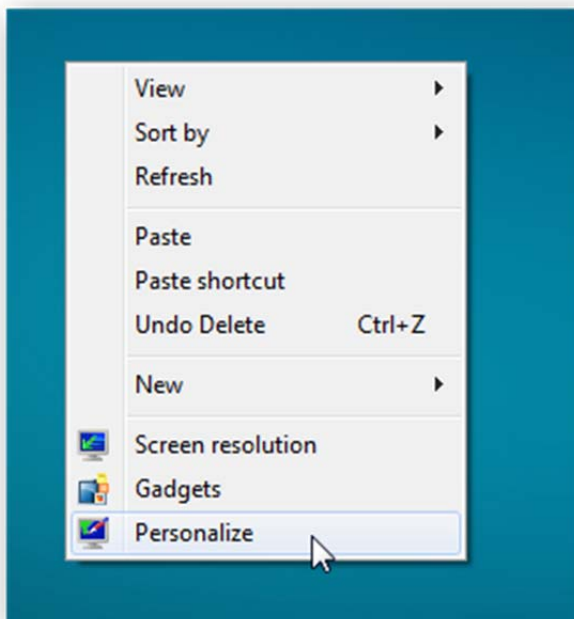 View
Sort by
Refresh
Paste
Paste shortcut
Undo Delete Ctrl+Z
New
Screen resolution
Gadgets
Personalize